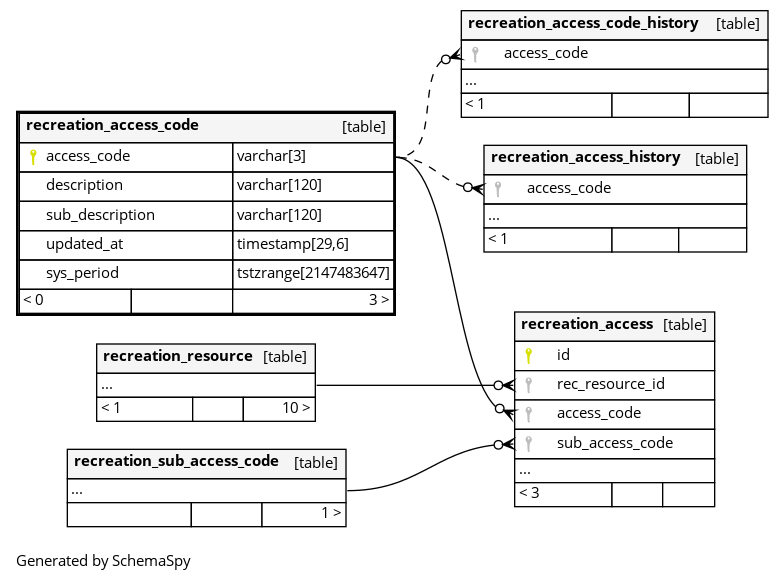 recreation_access_code_history [table]
access_code
...
< 1
recreation_access_code [table]
access_code varchar[3]
description varchar[120]
sub_description varchar[120]
updated_at timestamp[29,6]
sys_period tstzrange[2147483647]
< 0 3 >
recreation_access_history [table]
access_code
...
< 1
recreation_access [table]
id
rec_resource_id
access_code
sub_access_code
...
< 3
recreation_resource [table]
...
< 1 10 >
recreation_sub_access_code [table]
...
1 >
Generated by SchemaSpy